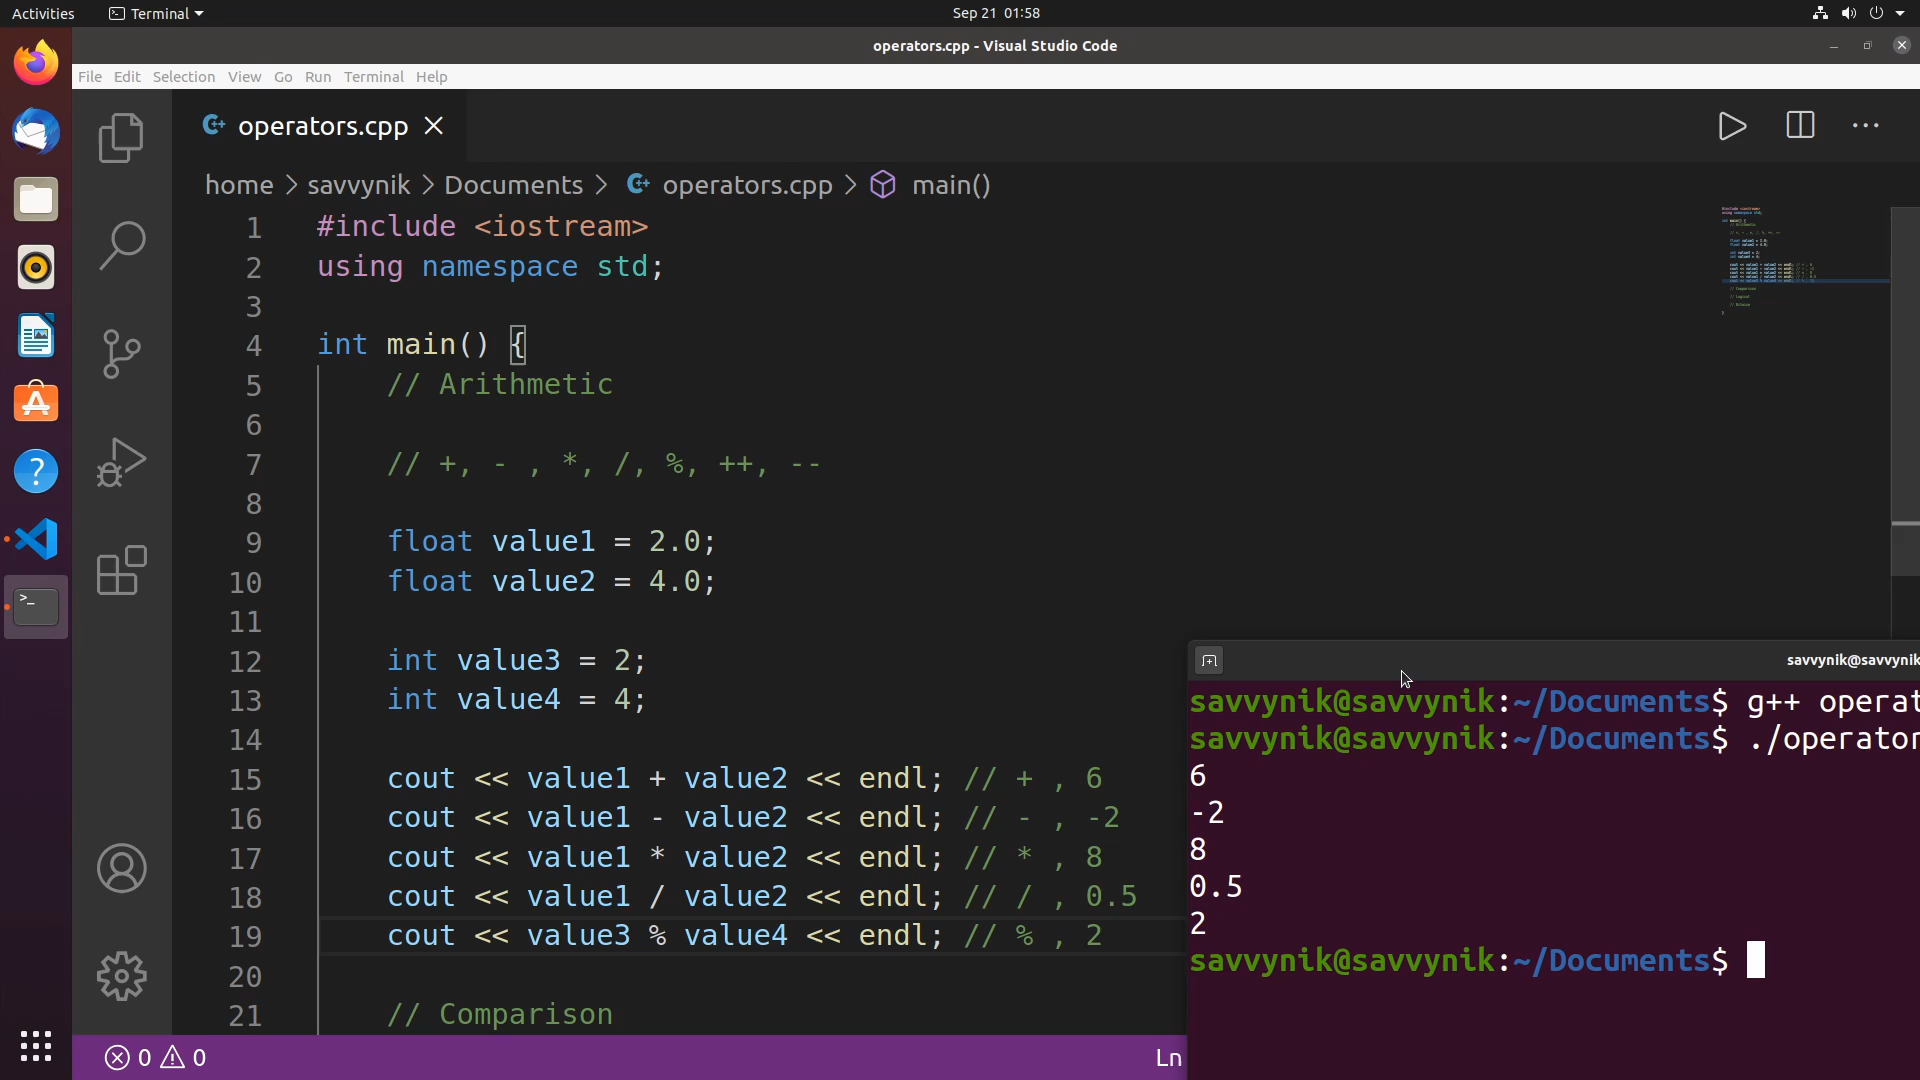 Activities
Terminal
Sep 21 01:58
operators.cpp - Visual Studio Code
File Edit Selection View Go Run Terminal Help
operators.cpp
home > savvynik > Documents > operators.cpp > main()
1 #include <iostream>
2 using namespace std;
3
4 int main() {
5 // Arithmetic
6
7 // +, - , *, /, %, ++, --
8
9 float value1 = 2.0;
10 float value2 = 4.0;
11
12 int value3 = 2;
13 int value4 = 4;
14
15 cout << value1 + value2 << endl; // + , 6
16 cout << value1 - value2 << endl; // - , -2
17 cout << value1 * value2 << endl; // * , 8
18 cout << value1 / value2 << endl; // / , 0.5
19 cout << value3 % value4 << endl; // % , 2
20
21 // Comparison
0 0
Ln
savvynik@savvynik
savvynik@savvynik:~/Documents$ g++ operat
savvynik@savvynik:~/Documents$ ./operator
6
-2
8
0.5
2
savvynik@savvynik:~/Documents$